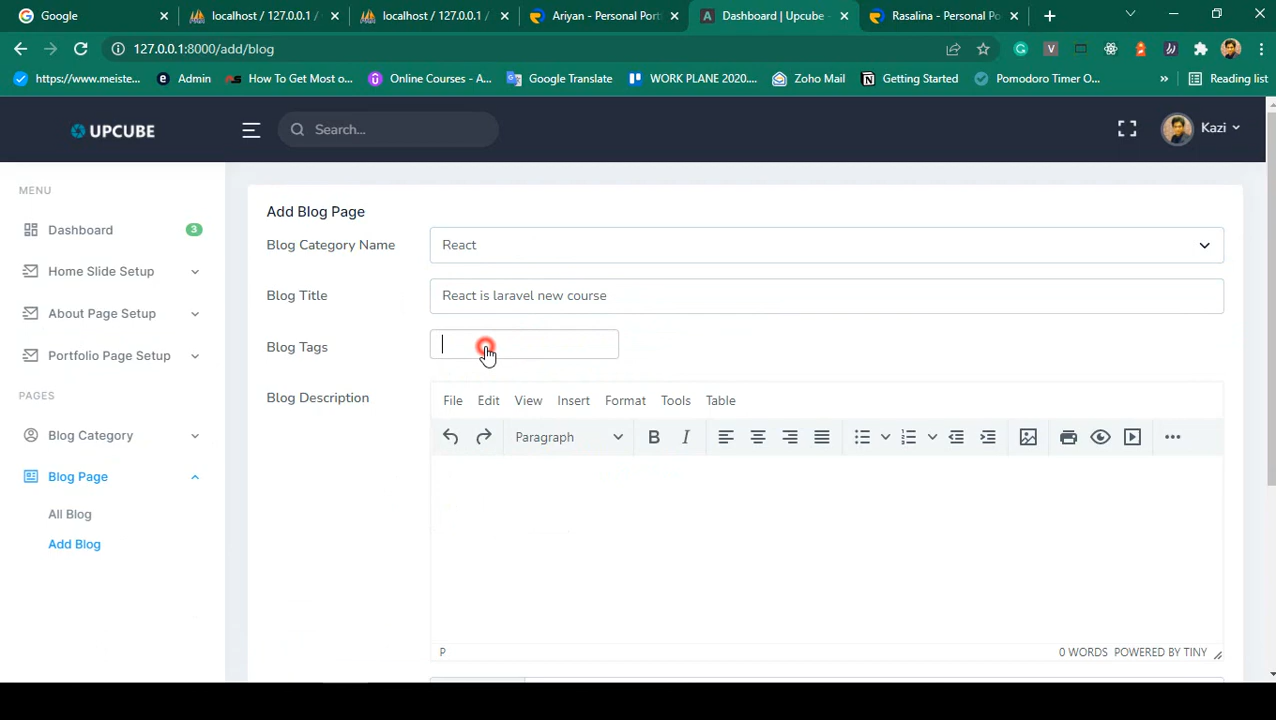 Google
localhost / 127.0.0.1 /
localhost / 127.0.0.1 /
Ariyan - Personal Port
Dashboard | Upcube -
Rasalina - Personal Po
127.0.0.1:8000/add/blog
https://www.meiste...
Admin
How To Get Most o...
Online Courses - A...
Google Translate
WORK PLANE 2020....
Zoho Mail
Getting Started
Pomodoro Timer O...
»
Reading list
UPCUBE
Search...
Kazi
MENU
Dashboard
3
Home Slide Setup
About Page Setup
Portfolio Page Setup
PAGES
Blog Category
Blog Page
All Blog
Add Blog
Add Blog Page
Blog Category Name
React
Blog Title
React is laravel new course
Blog Tags
Blog Description
File Edit View Insert Format Tools Table
Paragraph
B I
P
0 WORDS POWERED BY TINY